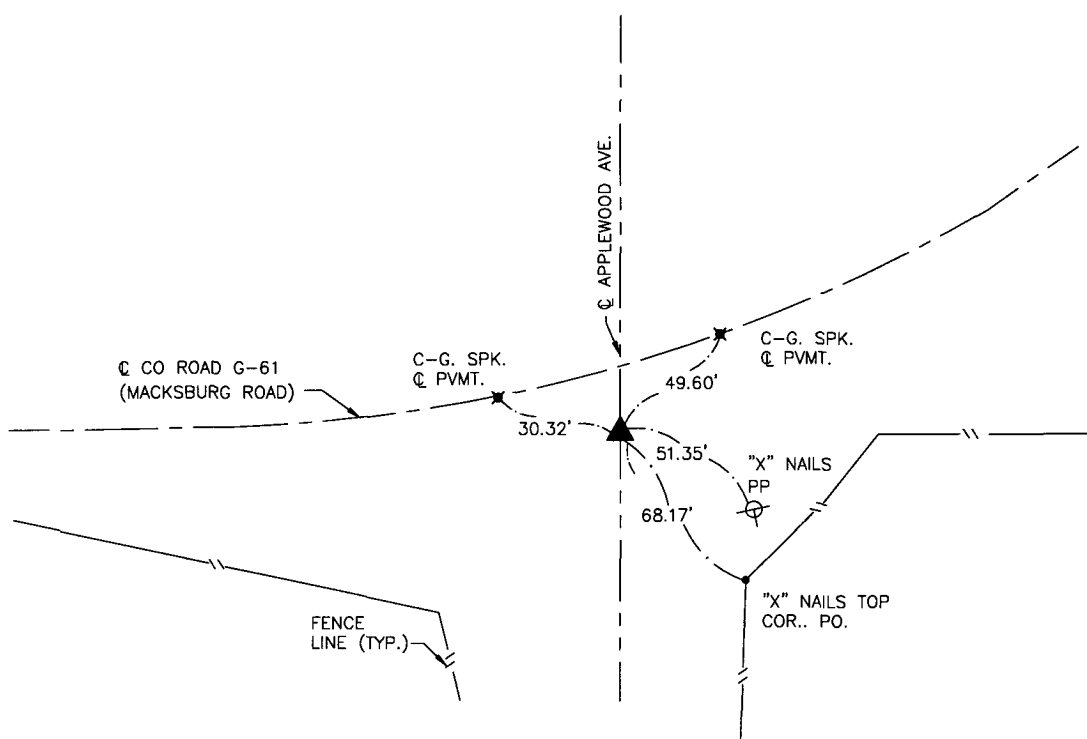 ℄ APPLEWOOD AVE.
C-G. SPK.
℄ PVMT.
C-G. SPK.
℄ PVMT.
℄ CO ROAD G-61
(MACKSBURG ROAD)
49.60'
30.32'
51.35'
"X" NAILS
PP
68.17'
"X" NAILS TOP
COR.. PO.
FENCE
LINE (TYP.)